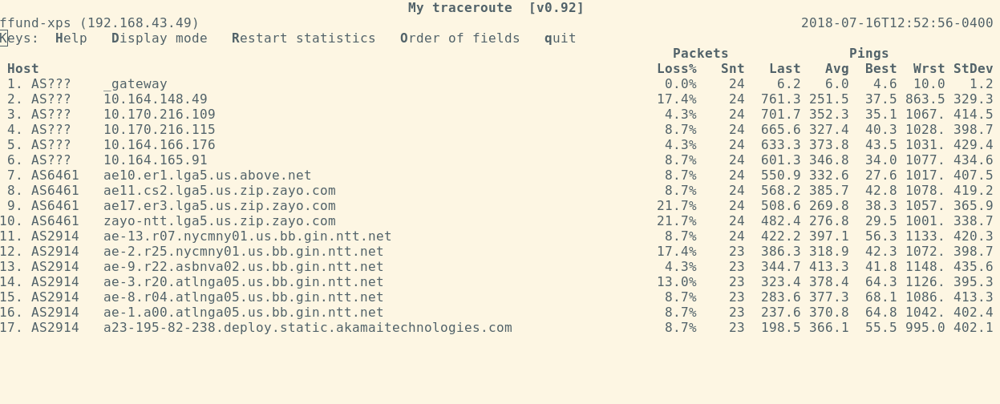 My traceroute  [v0.92]
ffund-xps (192.168.43.49) 2018-07-16T12:52:56-0400
Keys:  Help   Display mode   Restart statistics   Order of fields   quit
Packets Pings
Host Loss% Snt Last Avg Best Wrst StDev
1. AS??? _gateway 0.0% 24 6.2 6.0 4.6 10.0 1.2
2. AS??? 10.164.148.49 17.4% 24 761.3 251.5 37.5 863.5 329.3
3. AS??? 10.170.216.109 4.3% 24 701.7 352.3 35.1 1067. 414.5
4. AS??? 10.170.216.115 8.7% 24 665.6 327.4 40.3 1028. 398.7
5. AS??? 10.164.166.176 4.3% 24 633.3 373.8 43.5 1031. 429.4
6. AS??? 10.164.165.91 8.7% 24 601.3 346.8 34.0 1077. 434.6
7. AS6461 ae10.er1.lga5.us.above.net 8.7% 24 550.9 332.6 27.6 1017. 407.5
8. AS6461 ae11.cs2.lga5.us.zip.zayo.com 8.7% 24 568.2 385.7 42.8 1078. 419.2
9. AS6461 ae17.er3.lga5.us.zip.zayo.com 21.7% 24 508.6 269.8 38.3 1057. 365.9
10. AS6461 zayo-ntt.lga5.us.zip.zayo.com 21.7% 24 482.4 276.8 29.5 1001. 338.7
11. AS2914 ae-13.r07.nycmny01.us.bb.gin.ntt.net 8.7% 24 422.2 397.1 56.3 1133. 420.3
12. AS2914 ae-2.r25.nycmny01.us.bb.gin.ntt.net 17.4% 23 386.3 318.9 42.3 1072. 398.7
13. AS2914 ae-9.r22.asbnva02.us.bb.gin.ntt.net 4.3% 23 344.7 413.3 41.8 1148. 435.6
14. AS2914 ae-3.r20.atlnga05.us.bb.gin.ntt.net 13.0% 23 323.4 378.4 64.3 1126. 395.3
15. AS2914 ae-8.r04.atlnga05.us.bb.gin.ntt.net 8.7% 23 283.6 377.3 68.1 1086. 413.3
16. AS2914 ae-1.a00.atlnga05.us.bb.gin.ntt.net 8.7% 23 237.6 370.8 64.8 1042. 402.4
17. AS2914 a23-195-82-238.deploy.static.akamaitechnologies.com 8.7% 23 198.5 366.1 55.5 995.0 402.1